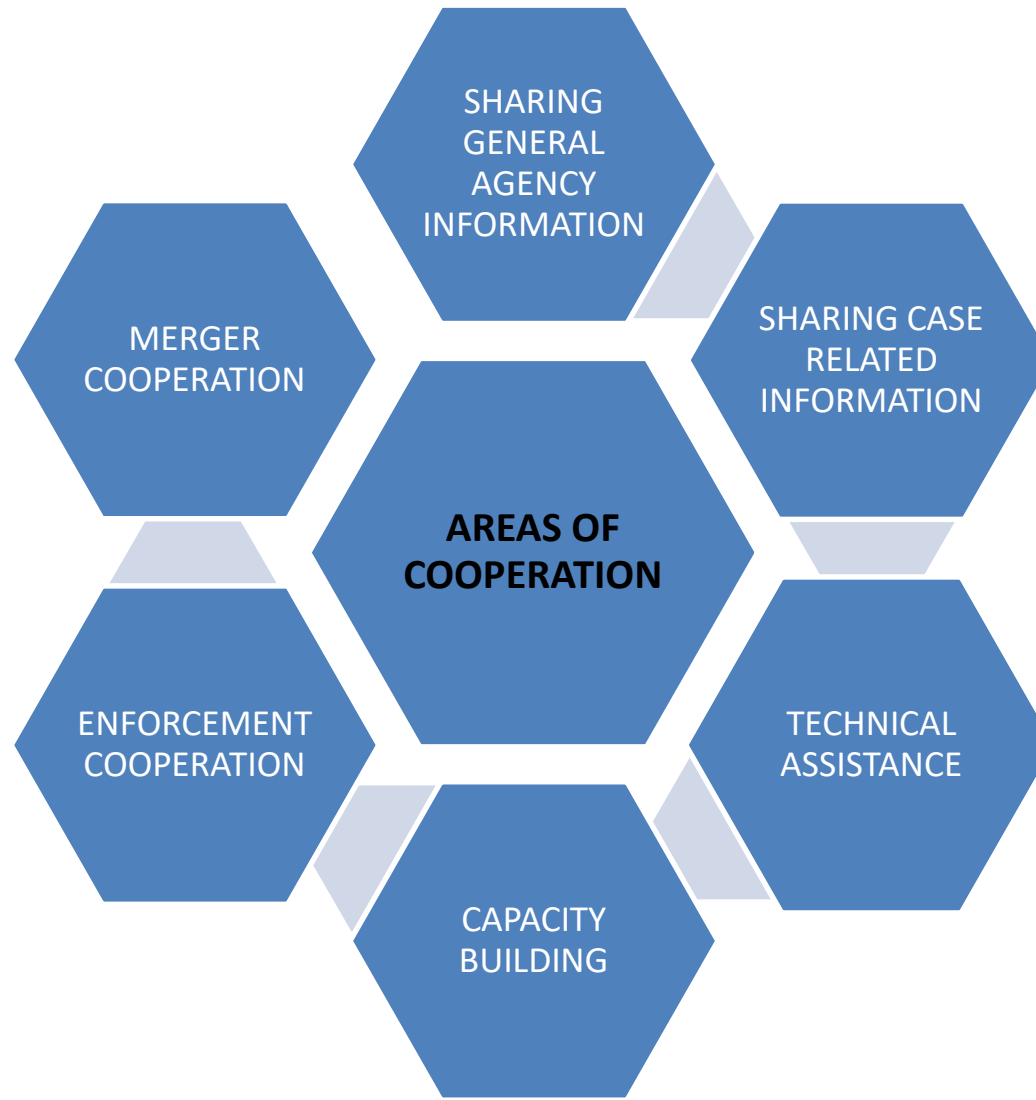 SHARING
GENERAL
AGENCY
INFORMATION
SHARING CASE
RELATED
INFORMATION
TECHNICAL
ASSISTANCE
CAPACITY
BUILDING
ENFORCEMENT
COOPERATION
MERGER
COOPERATION
AREAS OF
COOPERATION